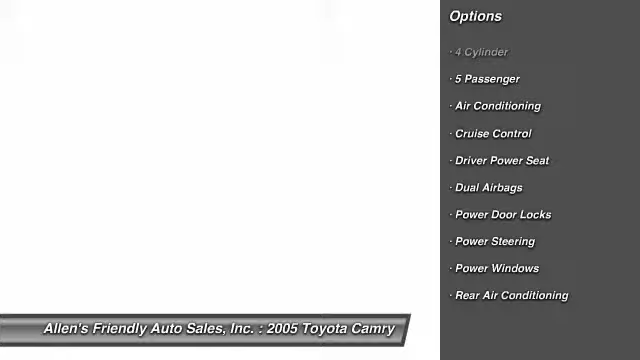 Options
· 4 Cylinder
· 5 Passenger
· Air Conditioning
· Cruise Control
· Driver Power Seat
· Dual Airbags
· Power Door Locks
· Power Steering
· Power Windows
· Rear Air Conditioning
Allen's Friendly Auto Sales, Inc. : 2005 Toyota Camry